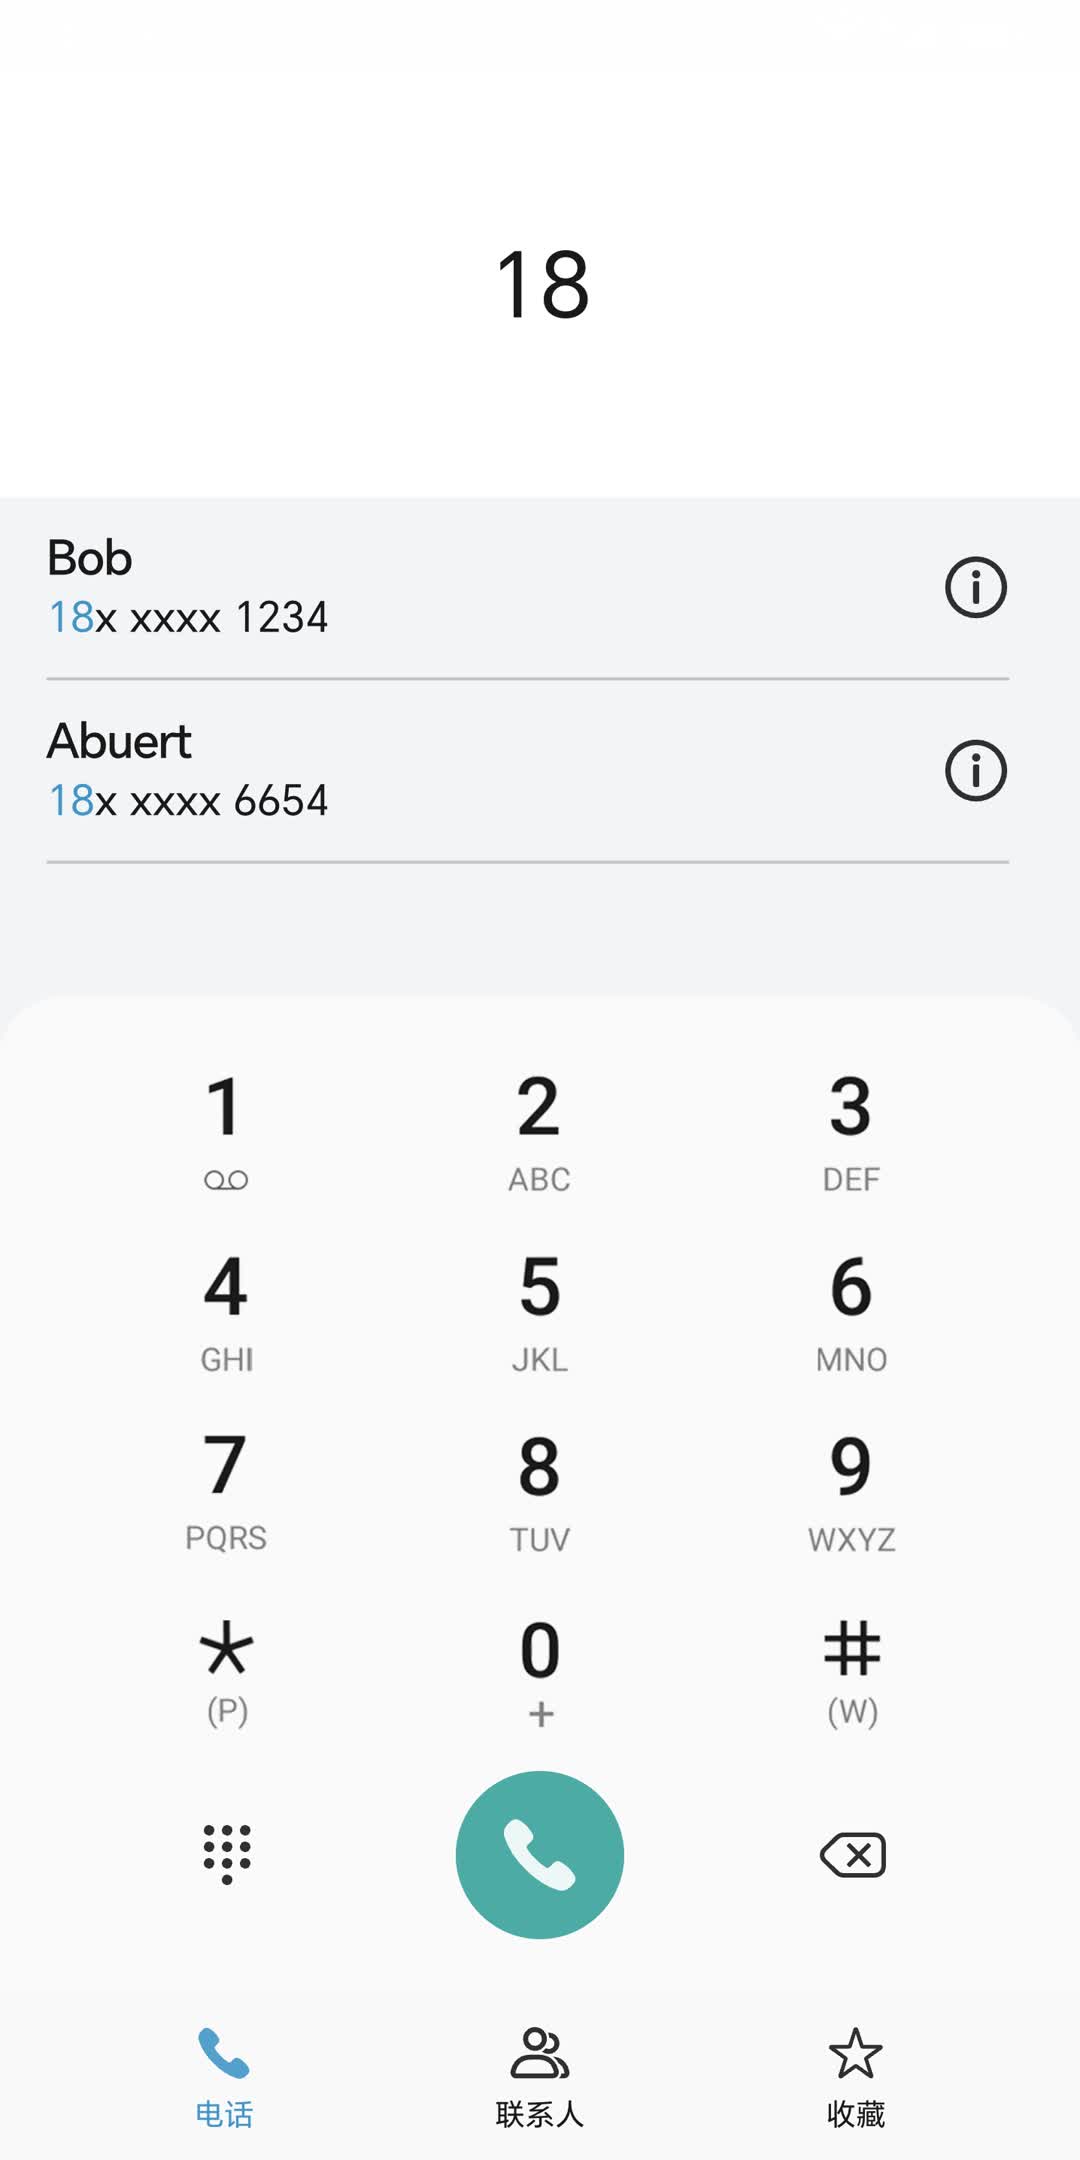 18
Bob
18x xxxx 1234
Abuert
18x xxxx 6654
1 2 3
ABC DEF
4 5 6
GHI JKL MNO
7 8 9
PQRS TUV WXYZ
* 0 #
(P) + (W)
电话 联系人 收藏